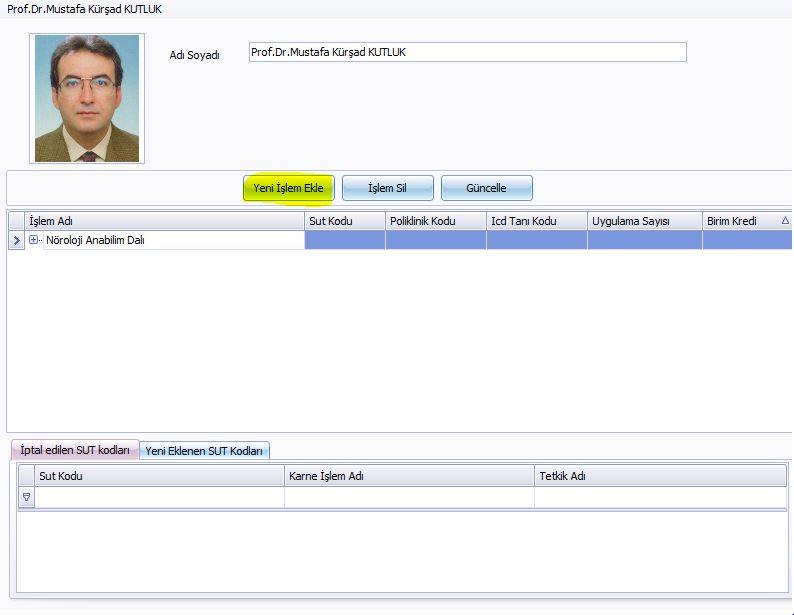 Prof.Dr.Mustafa Kürşad KUTLUK
Adı Soyadı Prof.Dr.Mustafa Kürşad KUTLUK
Yeni İşlem Ekle İşlem Sil Güncelle
İşlem Adı Sut Kodu Poliklinik Kodu Icd Tanı Kodu Uygulama Sayısı Birim Kredi
Nöroloji Anabilim Dalı
İptal edilen SUT kodları Yeni Eklenen SUT Kodları
Sut Kodu Karne İşlem Adı Tetkik Adı